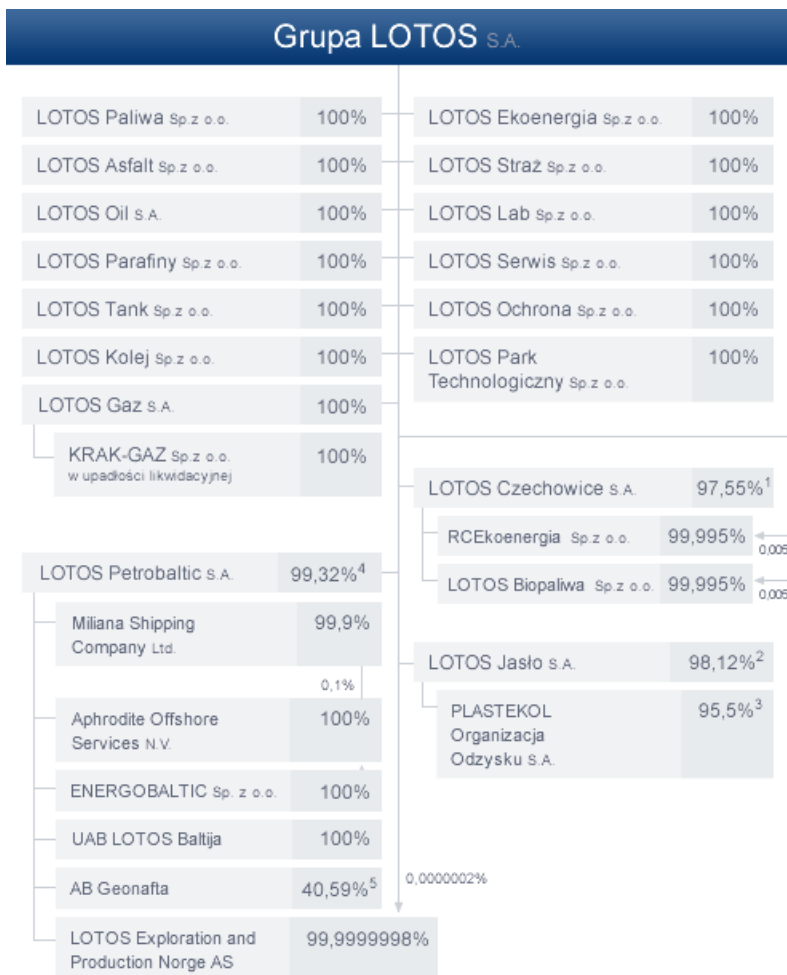 Grupa LOTOS S.A.
LOTOS Paliwa Sp.z o.o. 100%
LOTOS Asfalt Sp.z o.o. 100%
LOTOS Oil S.A. 100%
LOTOS Parafiny Sp.z o.o. 100%
LOTOS Tank Sp.z o.o. 100%
LOTOS Kolej Sp.z o.o. 100%
LOTOS Gaz S.A. 100%
KRAK-GAZ Sp.z o.o. 100%
w upadłości likwidacyjnej
LOTOS Petrobaltic S.A. 99,32%4
Miliana Shipping 99,9%
Company Ltd.
0,1%
Aphrodite Offshore 100%
Services N.V.
ENERGOBALTIC Sp. z o.o. 100%
UAB LOTOS Baltija 100%
AB Geonafta 40,59%5
0,0000002%
LOTOS Exploration and 99,9999998%
Production Norge AS
LOTOS Ekoenergia Sp.z o.o. 100%
LOTOS Straż Sp.z o.o. 100%
LOTOS Lab Sp.z o.o. 100%
LOTOS Serwis Sp.z o.o. 100%
LOTOS Ochrona Sp.z o.o. 100%
LOTOS Park 100%
Technologiczny Sp.z o.o.
LOTOS Czechowice S.A. 97,55%1
RCEkoenergia Sp.z o.o. 99,995%
0,005
LOTOS Biopaliwa Sp.z o.o. 99,995%
0,005
LOTOS Jasło S.A. 98,12%2
PLASTEKOL 95,5%3
Organizacja
Odzysku S.A.